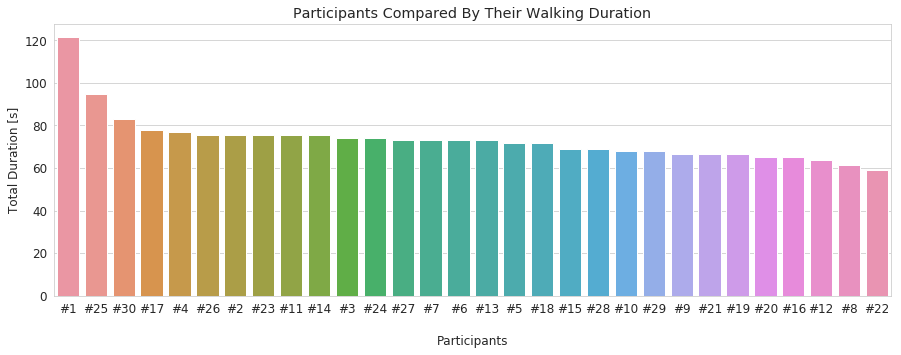 Participants Compared By Their Walking Duration
120
100
80
60
40
20
0
Total Duration [s]
#1 #25 #30 #17 #4 #26 #2 #23 #11 #14 #3 #24 #27 #7 #6 #13 #5 #18 #15 #28 #10 #29 #9 #21 #19 #20 #16 #12 #8 #22
Participants